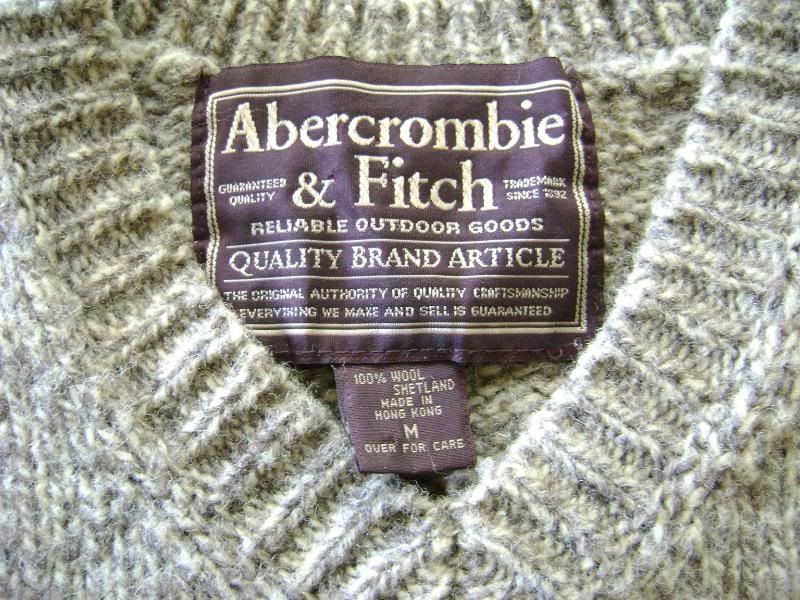 Abercrombie
GUARANTEED QUALITY & Fitch TRADEMARK SINCE 1892
RELIABLE OUTDOOR GOODS
QUALITY BRAND ARTICLE
THE ORIGINAL AUTHORITY OF QUALITY CRAFTSMANSHIP
EVERYTHING WE MAKE AND SELL IS GUARANTEED
100% WOOL
SHETLAND
MADE IN
HONG KONG
M
OVER FOR CARE